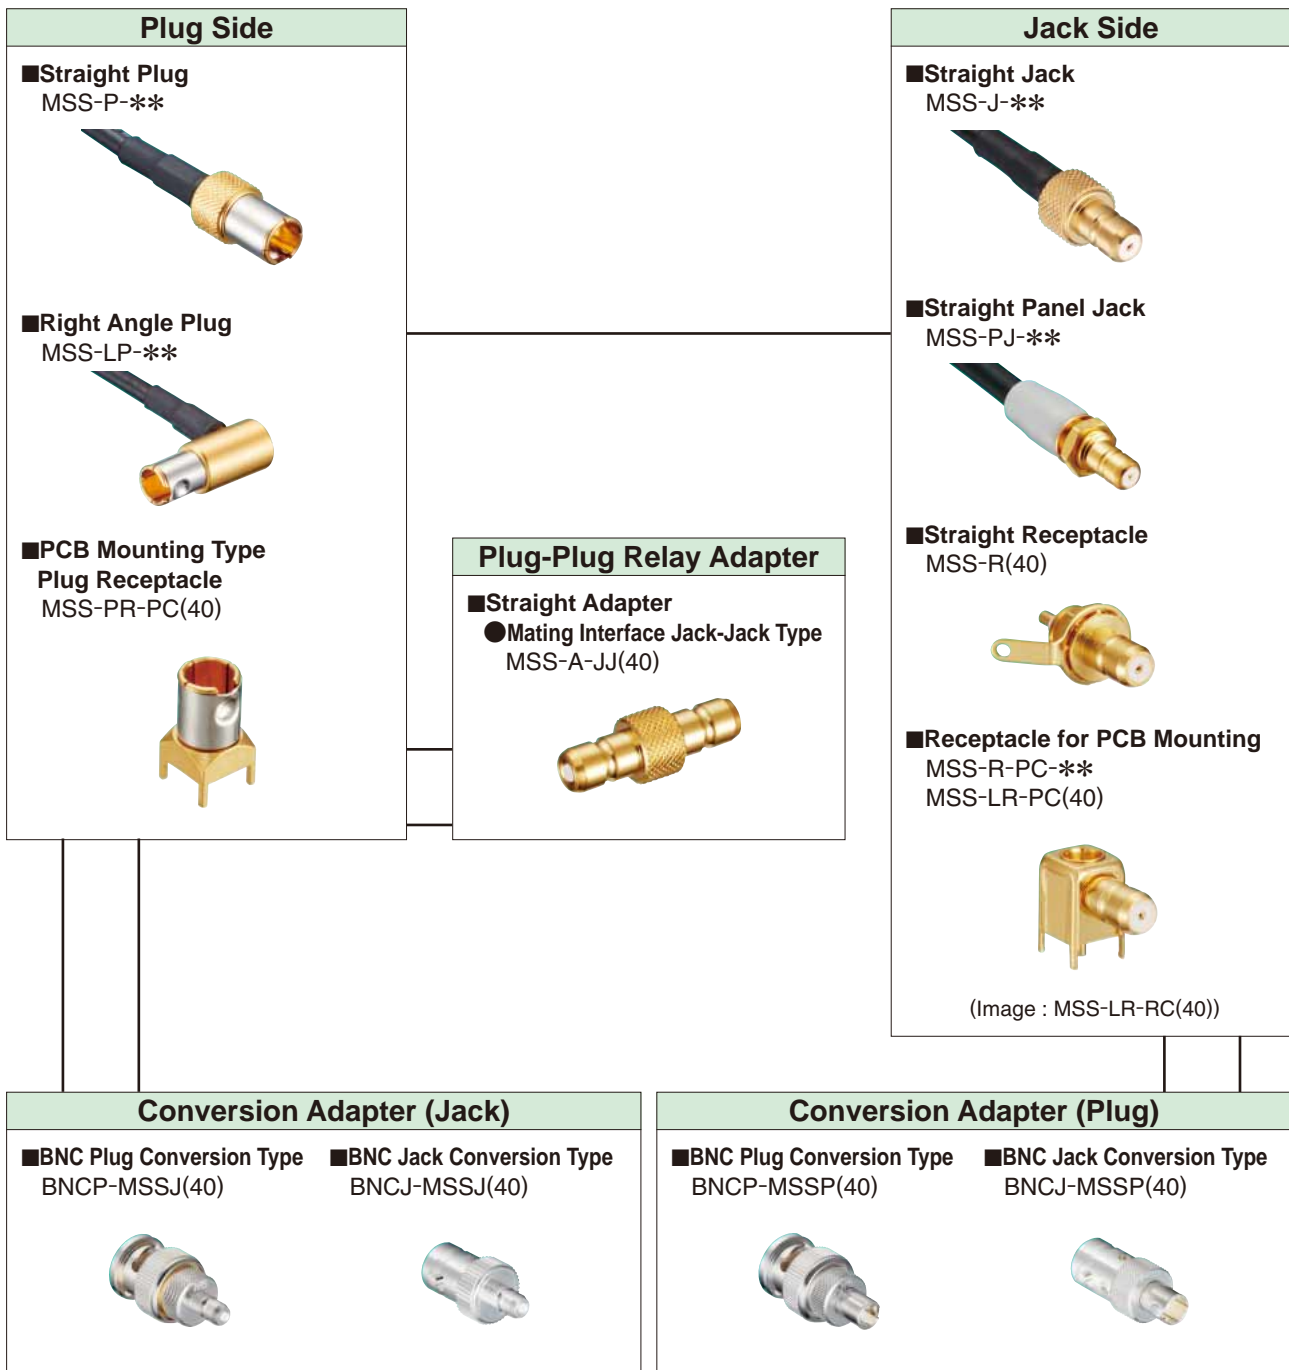 Plug Side
■Straight Plug
MSS-P-**
■Right Angle Plug
MSS-LP-**
■PCB Mounting Type
Plug Receptacle
MSS-PR-PC(40)
Plug-Plug Relay Adapter
■Straight Adapter
●Mating Interface Jack-Jack Type
MSS-A-JJ(40)
Jack Side
■Straight Jack
MSS-J-**
■Straight Panel Jack
MSS-PJ-**
■Straight Receptacle
MSS-R(40)
■Receptacle for PCB Mounting
MSS-R-PC-**
MSS-LR-PC(40)
(Image : MSS-LR-RC(40))
Conversion Adapter (Jack)
■BNC Plug Conversion Type
BNCP-MSSJ(40)
■BNC Jack Conversion Type
BNCJ-MSSJ(40)
Conversion Adapter (Plug)
■BNC Plug Conversion Type
BNCP-MSSP(40)
■BNC Jack Conversion Type
BNCJ-MSSP(40)